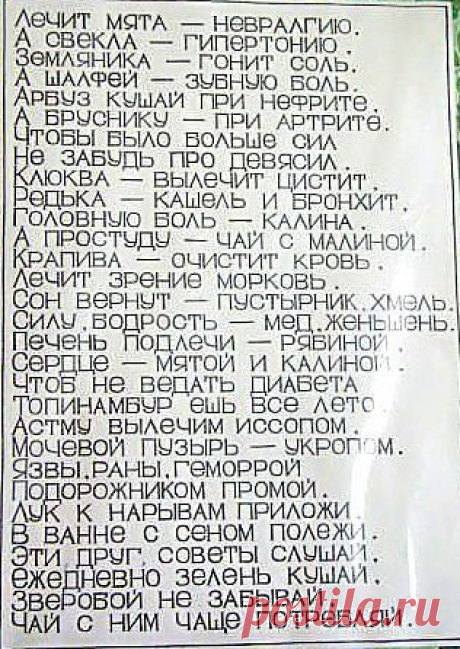 Лечит мята — невралгию.
А свекла — гипертонию.
Земляника — гонит соль.
А шалфей — зубную боль.
Арбуз кушай при нефрите.
А бруснику — при артрите.
Чтобы было больше сил
Не забудь про девясил.
Клюква — вылечит цистит.
Редька — кашель и бронхит.
Головную боль — калина.
А простуду — чай с малиной.
Крапива — очистит кровь.
Лечит зрение морковь.
Сон вернут — пустырник, хмель.
Силу, бодрость — мед, женьшень.
Печень подлечи — рябиной.
Сердце — мятой и калиной.
Чтоб не ведать диабета
Топинамбур ешь все лето.
Астму вылечим иссопом.
Мочевой пузырь — укропом.
Язвы, раны, геморрой
Подорожником промой.
Лук к нарывам приложи.
В ванне с сеном полежи.
Эти друг, советы слушай.
Ежедневно зелень кушай.
Зверобой не забывай
Чай с ним чаще потребляй.
postila.ru